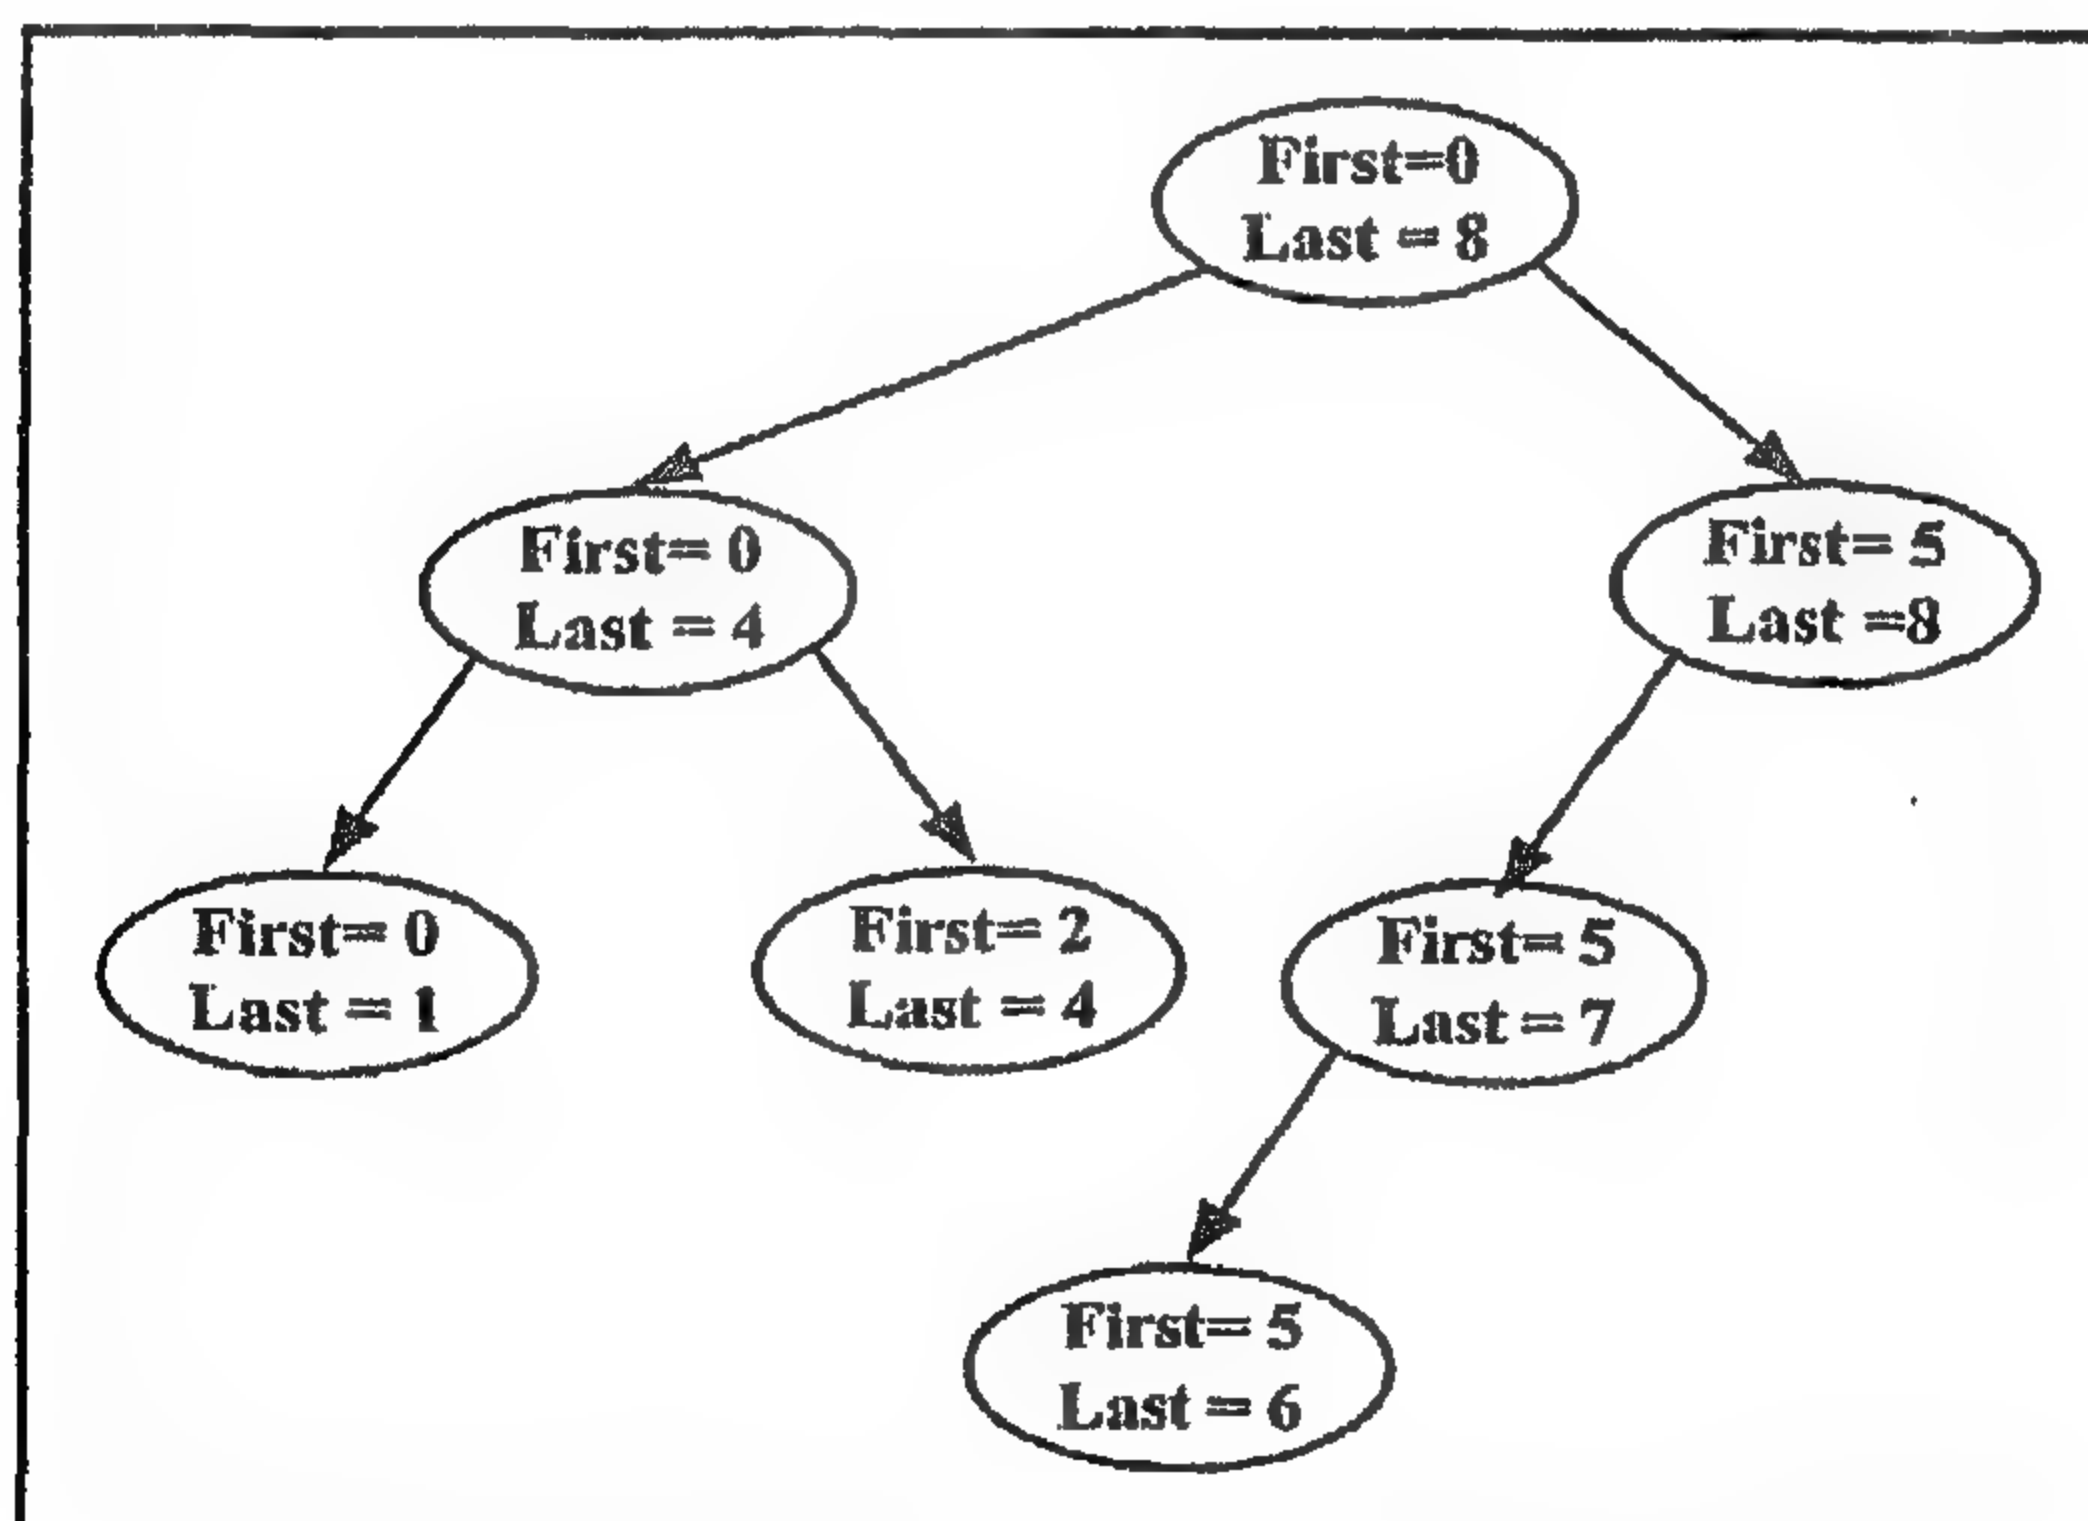 First=0
Last = 8
First= 0
Last = 4
First= 5
Last =8
First= 0
Last = 1
First= 2
Last = 4
First= 5
Last = 7
First= 5
Last = 6